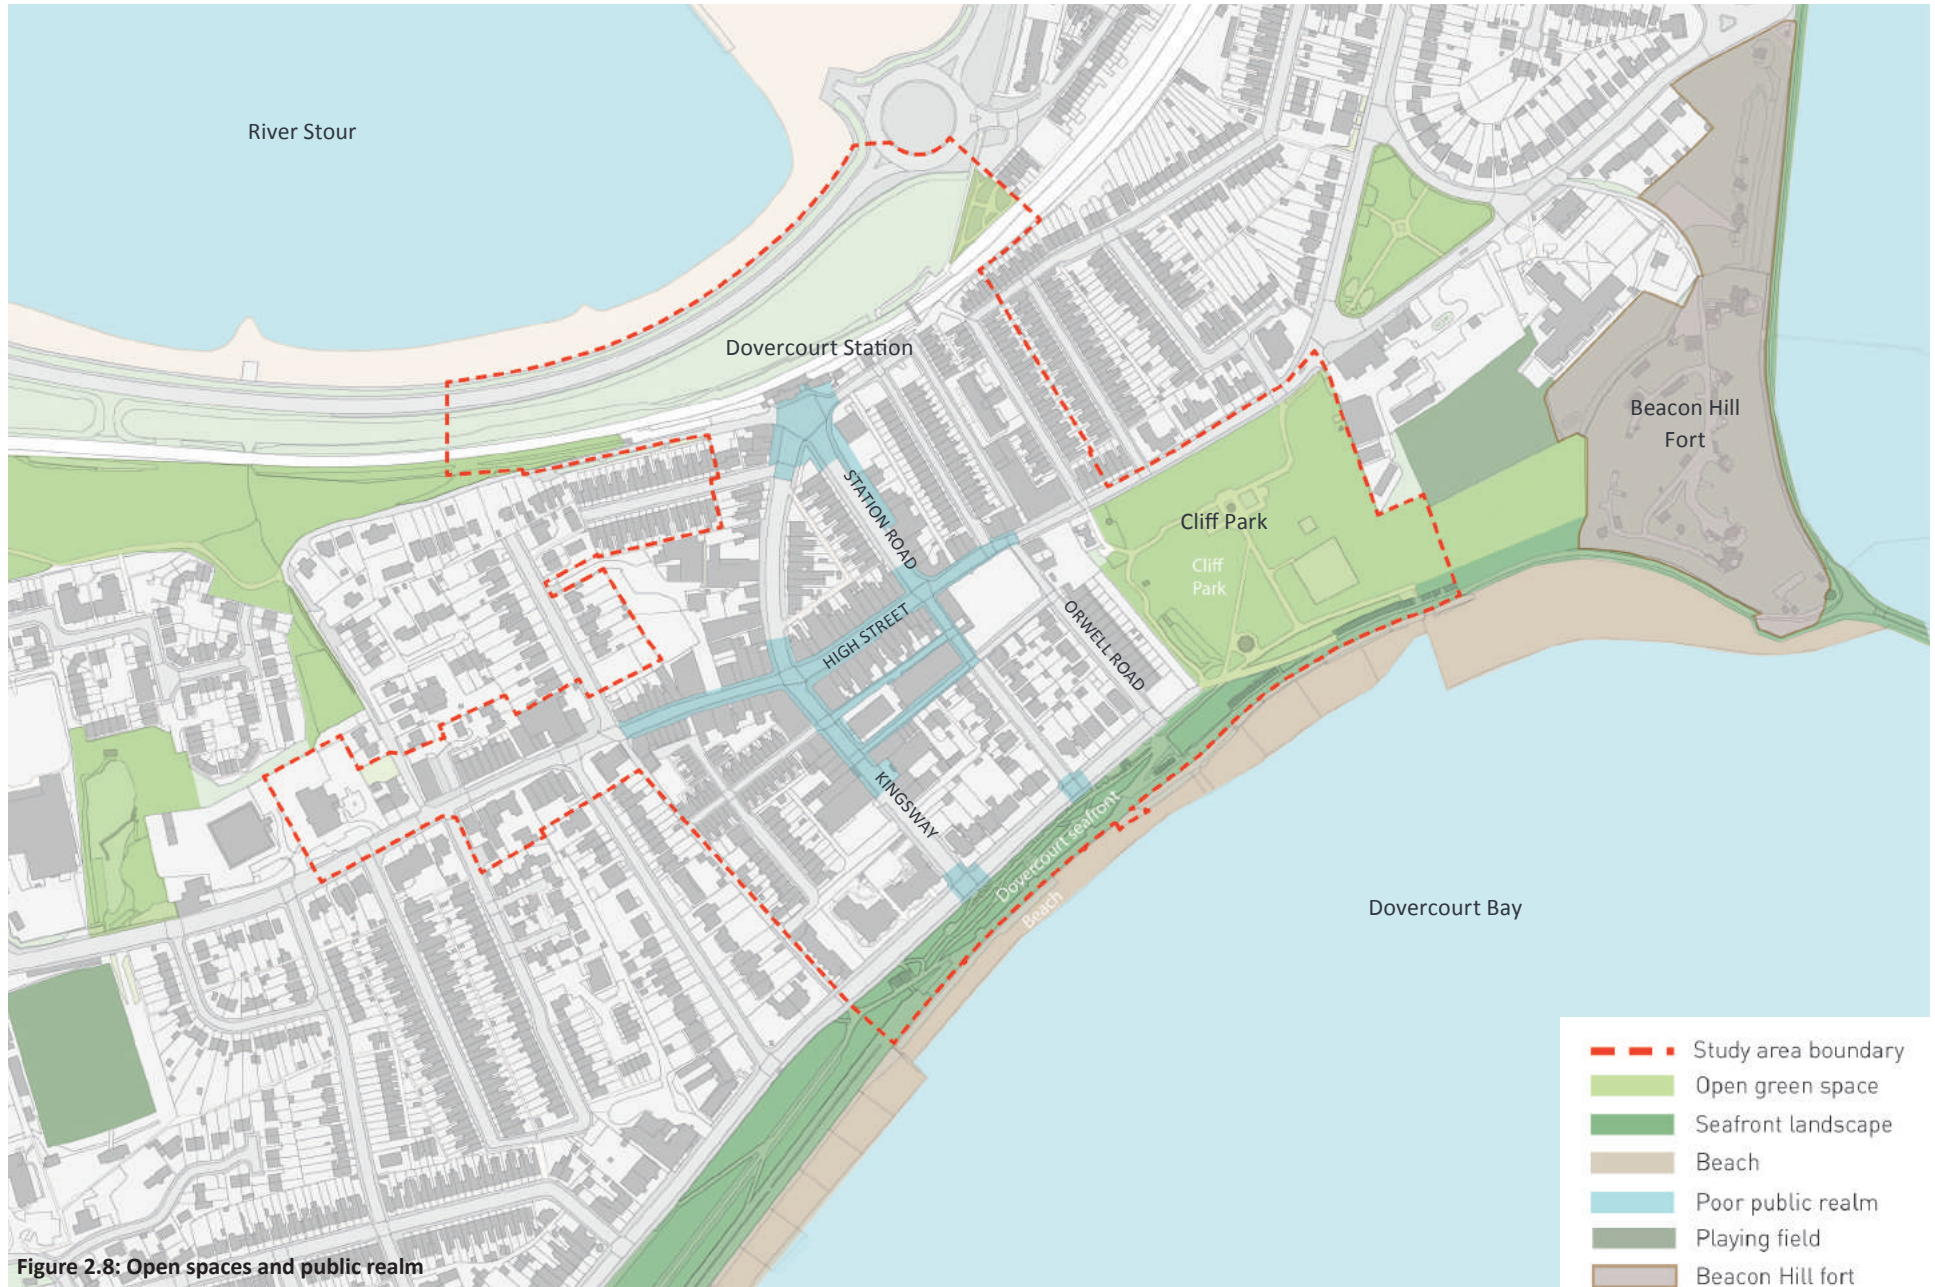 River Stour
Dovercourt Station
Beacon Hill
Fort
STATION ROAD
Cliff Park
Cliff
Park
HIGH STREET
ORWELL ROAD
KINGSWAY
Dovercourt seafront
Beach
Dovercourt Bay
Study area boundary
Open green space
Seafront landscape
Beach
Poor public realm
Playing field
Beacon Hill fort
Figure 2.8: Open spaces and public realm